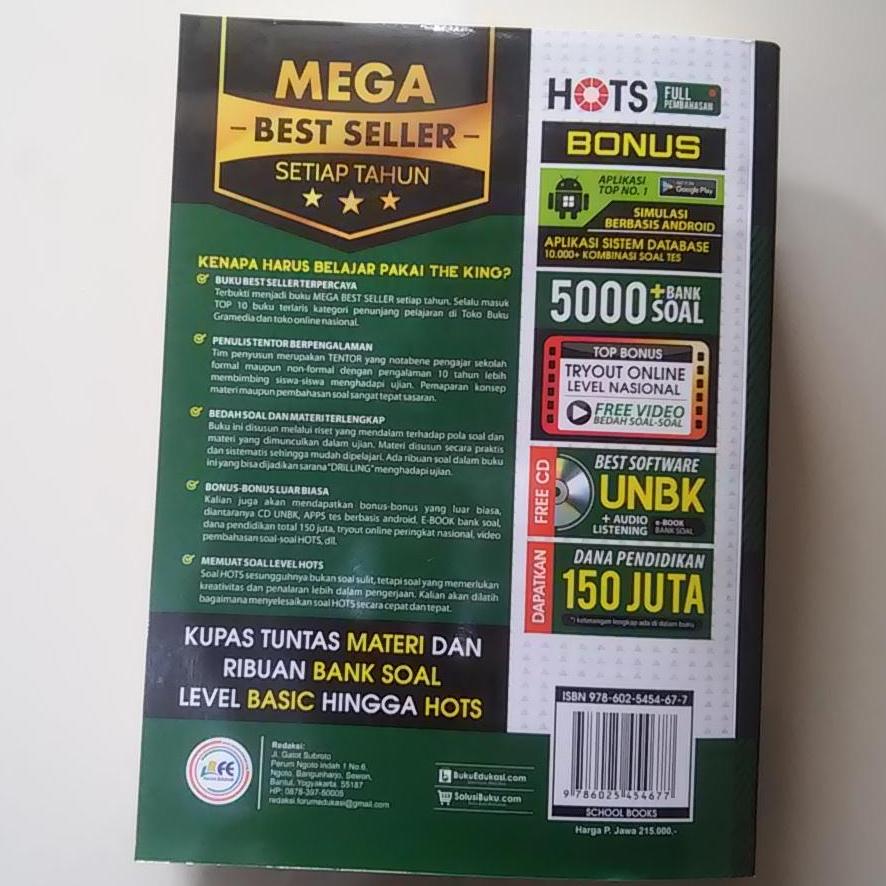 MEGA
BEST SELLER
SETIAP TAHUN
KENAPA HARUS BELAJAR PAKAI THE KING?
BUKU BEST SELLER TERPERCAYA
Terbukti menjadi buku MEGA BEST SELLER setiap tahun. Selalu masuk
TOP 10 buku terlaris kategori penunjang pelajaran di Toko Buku
Gramedia dan toko online nasional.
PENULIS TENTOR BERPENGALAMAN
Tim penyusun merupakan TENTOR yang notabene pengajar sekolah
formal maupun non-formal dengan pengalaman 10 tahun lebih
membimbing siswa-siswa menghadapi ujian. Pemaparan konsep
materi maupun pembahasan soal sangat tepat sasaran.
BEDAH SOAL DAN MATERI TERLENGKAP
Buku ini disusun melalui riset yang mendalam terhadap pola soal dan
materi yang dimunculkan dalam ujian. Materi disusun secara praktis
dan sistematis sehingga mudah dipelajari. Ada ribuan soal dalam buku
ini yang bisa dijadikan sarana "DRILLING" menghadapi ujian.
BONUS-BONUS LUAR BIASA
Kalian juga akan mendapatkan bonus-bonus yang luar biasa,
diantaranya CD UNBK, APPS tes berbasis android, E-BOOK bank soal,
dana pendidikan total 150 juta, tryout online peringkat nasional, video
pembahasan soal-soal HOTS, dll.
MEMUAT SOAL LEVEL HOTS
Soal HOTS sesungguhnya bukan soal sulit, tetapi soal yang memerlukan
kreativitas dan penalaran lebih dalam pengerjaan. Kalian akan dilatih
bagaimana menyelesaikan soal HOTS secara cepat dan tepat.
KUPAS TUNTAS MATERI DAN
RIBUAN BANK SOAL
LEVEL BASIC HINGGA HOTS
Redaksi:
Jl. Gatot Subroto
Perum Ngoto Indah 1 No.6,
Ngoto, Bangunharjo, Sewon,
Bantul, Yogyakarta. 55187
HP: 0878-397-50005
redaksi.forumedukasi@gmail.com
BukuEdukasi.com
SolusiBuku.com
HOTS
FULL
PEMBAHASAN
BONUS
APLIKASI
TOP NO. 1
Google Play
SIMULASI
BERBASIS ANDROID
APLIKASI SISTEM DATABASE
10.000+ KOMBINASI SOAL TES
5000+ BANK
SOAL
TOP BONUS
TRYOUT ONLINE
LEVEL NASIONAL
FREE VIDEO
BEDAH SOAL-SOAL
FREE CD
BEST SOFTWARE
UNBK
+ AUDIO
LISTENING
e-BOOK
BANK SOAL
DAPATKAN
DANA PENDIDIKAN
150 JUTA
*) keterangan lengkap ada di dalam buku
ISBN 978-602-5454-67-7
9 786025 454677
SCHOOL BOOKS
Harga P. Jawa 215.000,-